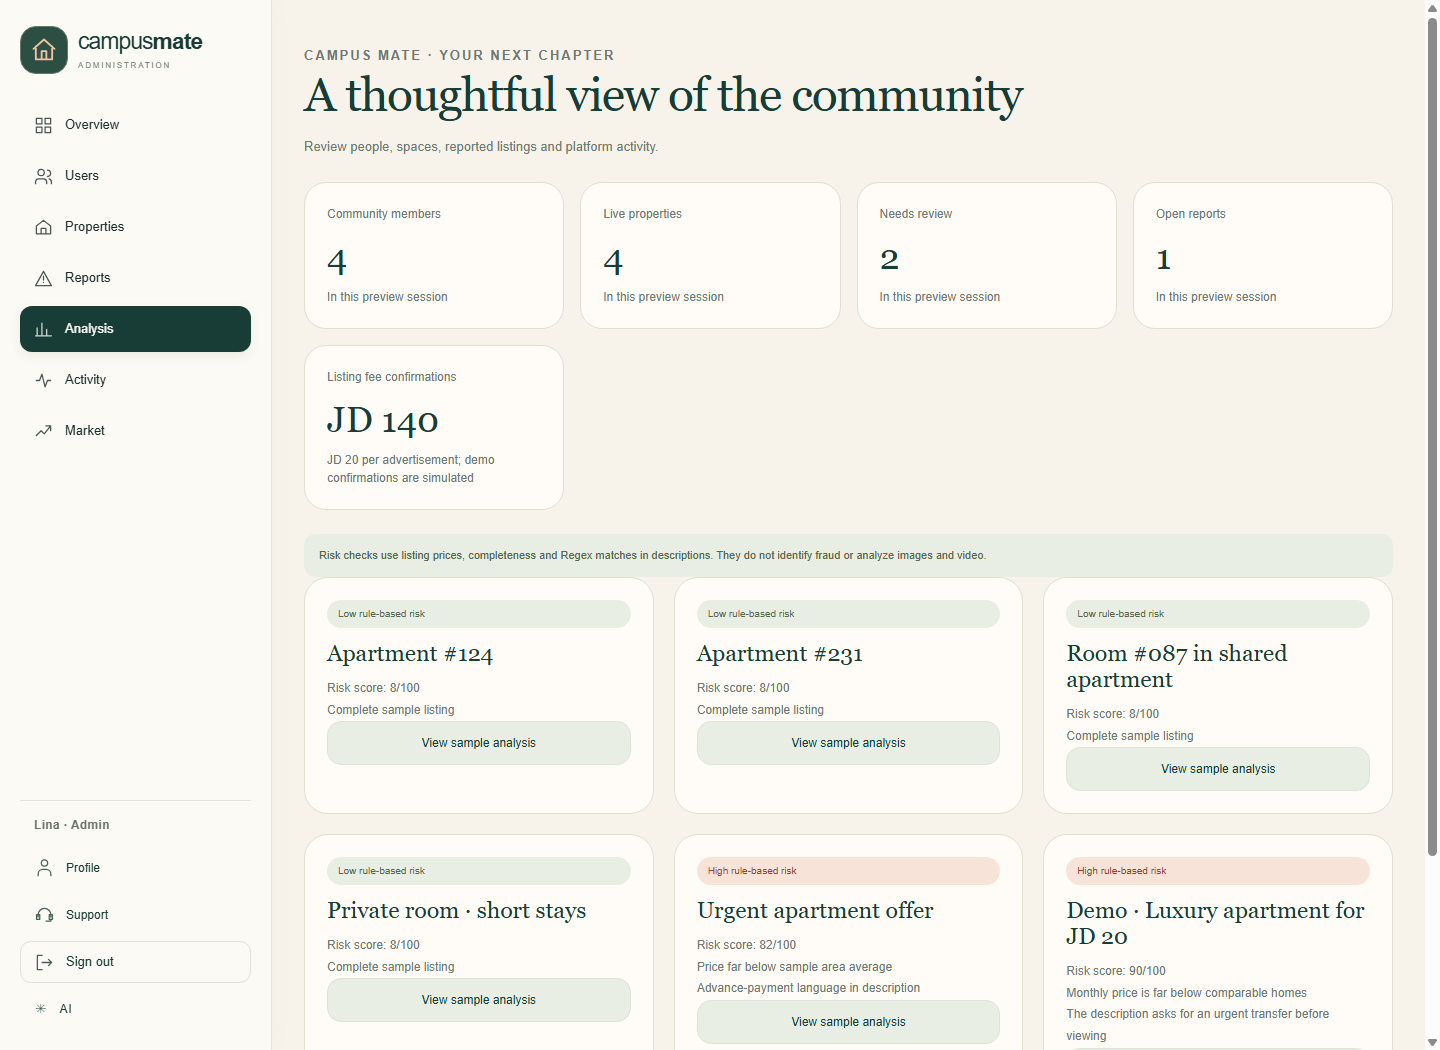 campusmate
ADMINISTRATION
Overview
Users
Properties
Reports
Analysis
Activity
Market
Lina · Admin
Profile
Support
Sign out
AI
CAMPUS MATE · YOUR NEXT CHAPTER
A thoughtful view of the community
Review people, spaces, reported listings and platform activity.
Community members
4
In this preview session
Live properties
4
In this preview session
Needs review
2
In this preview session
Open reports
1
In this preview session
Listing fee confirmations
JD 140
JD 20 per advertisement; demo
confirmations are simulated
Risk checks use listing prices, completeness and Regex matches in descriptions. They do not identify fraud or analyze images and video.
Low rule-based risk
Apartment #124
Risk score: 8/100
Complete sample listing
View sample analysis
Low rule-based risk
Apartment #231
Risk score: 8/100
Complete sample listing
View sample analysis
Low rule-based risk
Room #087 in shared
apartment
Risk score: 8/100
Complete sample listing
View sample analysis
Low rule-based risk
Private room · short stays
Risk score: 8/100
Complete sample listing
View sample analysis
High rule-based risk
Urgent apartment offer
Risk score: 82/100
Price far below sample area average
Advance-payment language in description
View sample analysis
High rule-based risk
Demo · Luxury apartment for
JD 20
Risk score: 90/100
Monthly price is far below comparable homes
The description asks for an urgent transfer before
viewing